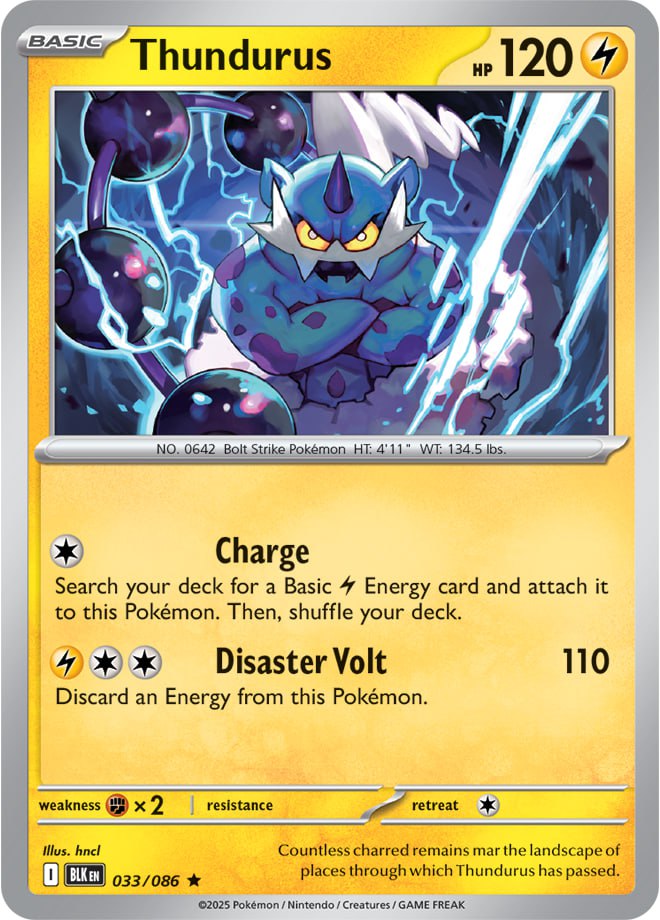 BASIC Thundurus HP 120
NO. 0642 Bolt Strike Pokémon HT: 4'11" WT: 134.5 lbs.
Charge
Search your deck for a Basic Energy card and attach it
to this Pokémon. Then, shuffle your deck.
Disaster Volt 110
Discard an Energy from this Pokémon.
weakness ×2 resistance retreat
Illus. hncl
Countless charred remains mar the landscape of
places through which Thundurus has passed.
I BLK EN 033/086
©2025 Pokémon / Nintendo / Creatures / GAME FREAK